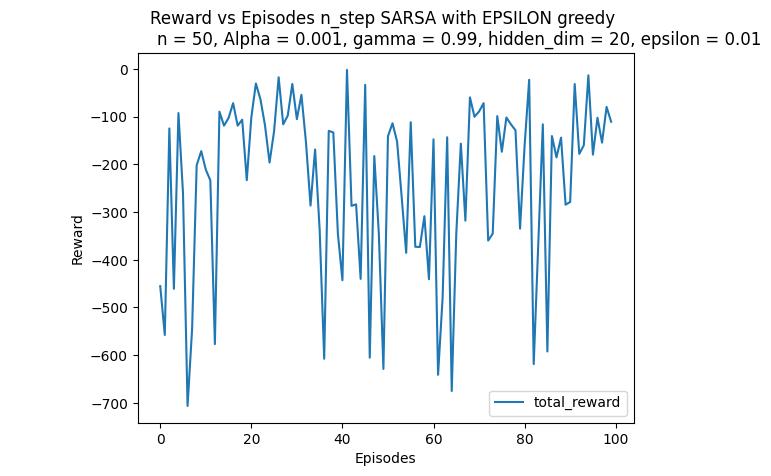 Reward vs Episodes n_step SARSA with EPSILON greedy
n = 50, Alpha = 0.001, gamma = 0.99, hidden_dim = 20, epsilon = 0.01
0
−100
−200
−300
−400
−500
−600
−700
Reward
0 20 40 60 80 100
Episodes
total_reward